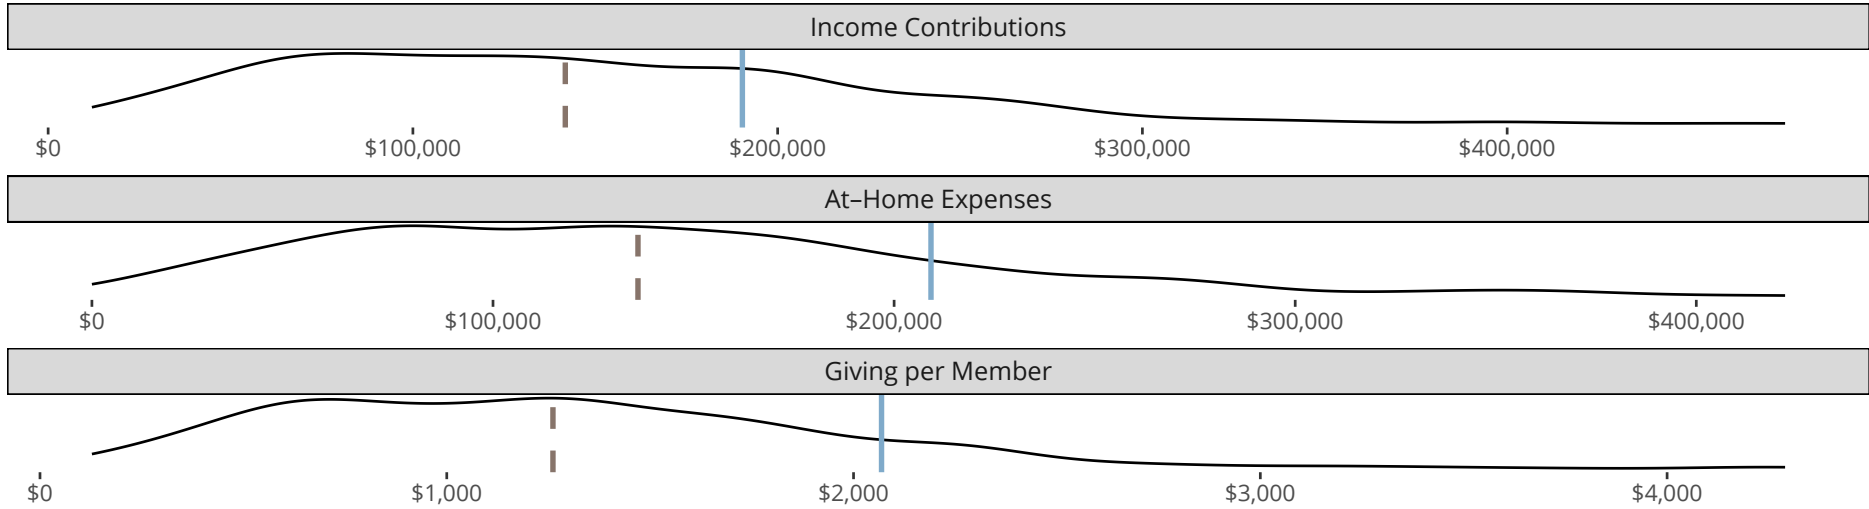 Income Contributions
$0 $100,000 $200,000 $300,000 $400,000
At–Home Expenses
$0 $100,000 $200,000 $300,000 $400,000
Giving per Member
$0 $1,000 $2,000 $3,000 $4,000